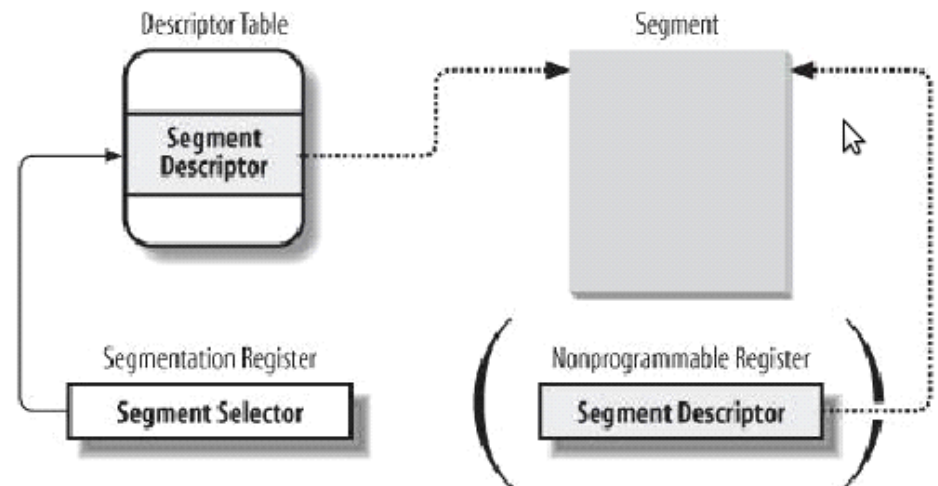 Descriptor Table
Segment
Segment
Descriptor
Segmentation Register
Segment Selector
Nonprogrammable Register
Segment Descriptor